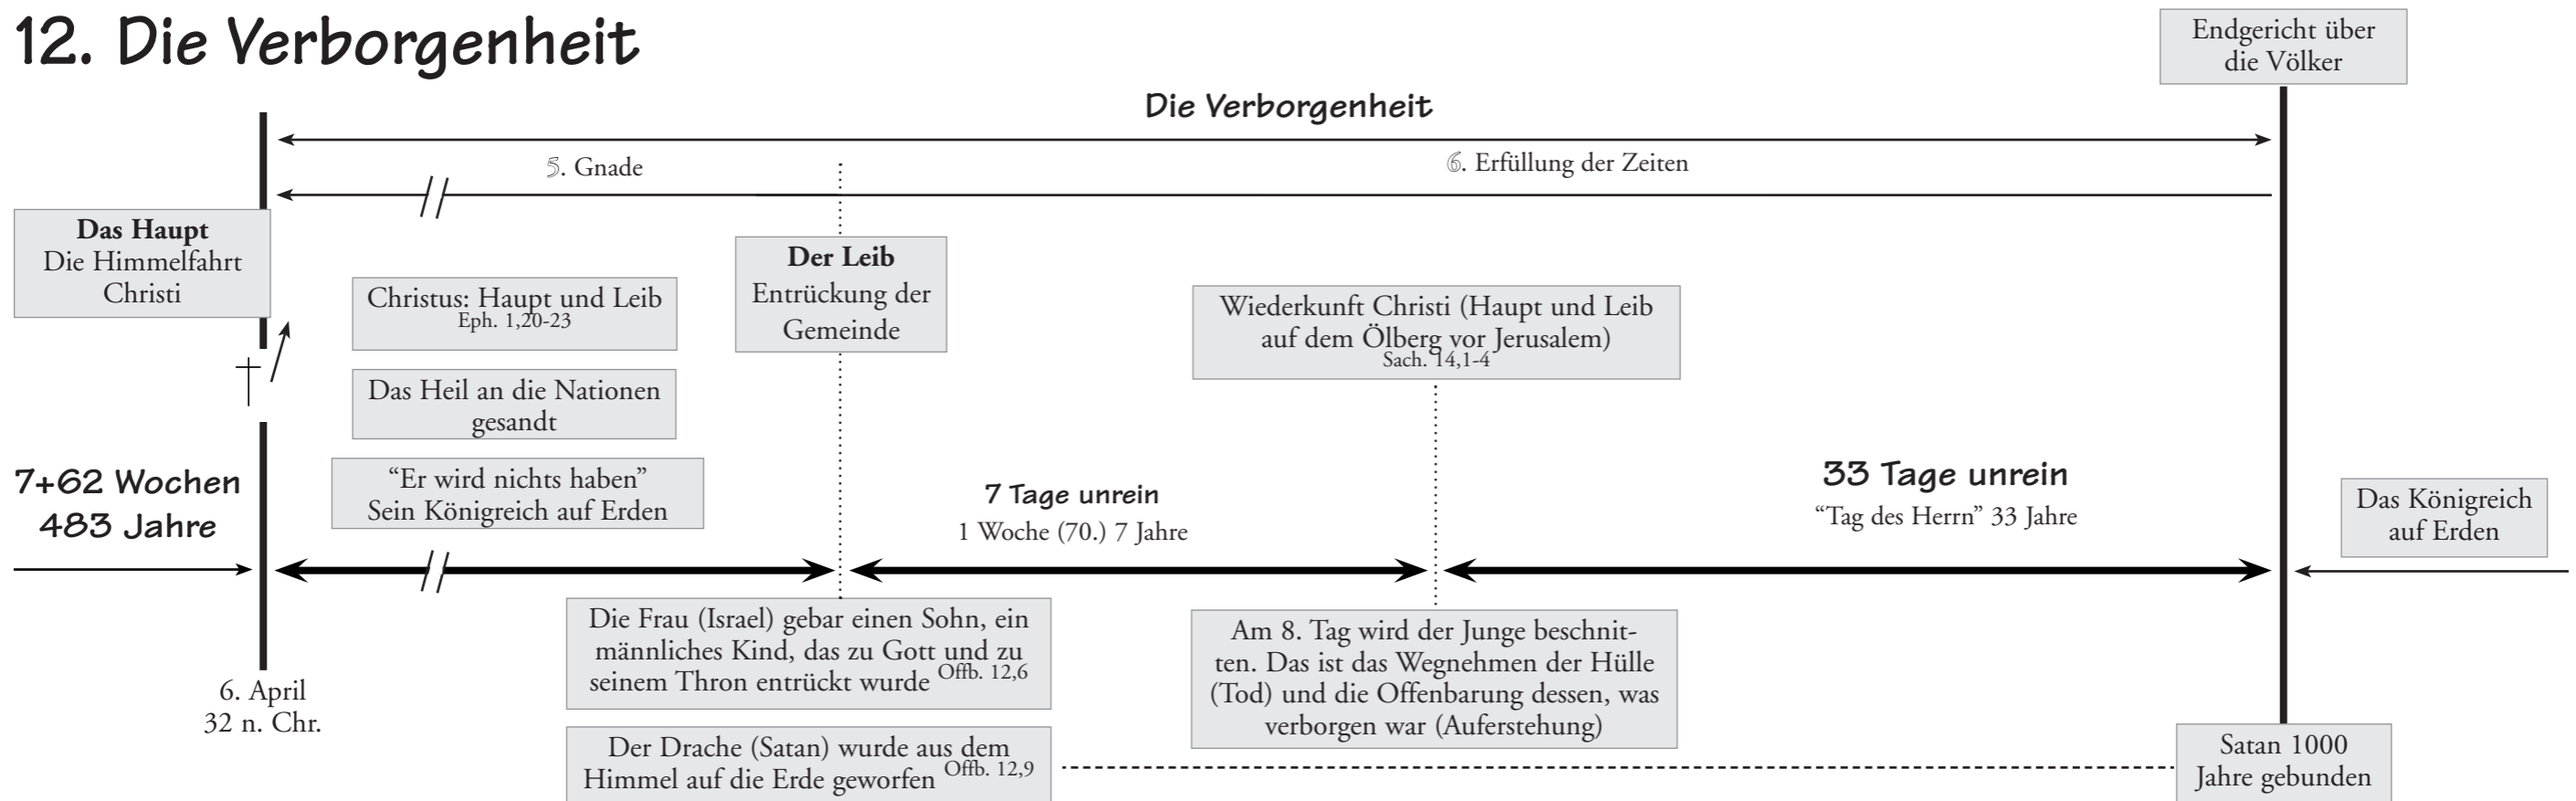 12. Die Verborgenheit
Endgericht über
die Völker
Die Verborgenheit
5. Gnade
6. Erfüllung der Zeiten
Das Haupt
Die Himmelfahrt
Christi
Christus: Haupt und Leib
Eph. 1,20-23
Das Heil an die Nationen
gesandt
“Er wird nichts haben”
Sein Königreich auf Erden
Der Leib
Entrückung der
Gemeinde
Wiederkunft Christi (Haupt und Leib
auf dem Ölberg vor Jerusalem)
Sach. 14,1-4
7+62 Wochen
483 Jahre
7 Tage unrein
1 Woche (70.) 7 Jahre
33 Tage unrein
“Tag des Herrn” 33 Jahre
Das Königreich
auf Erden
6. April
32 n. Chr.
Die Frau (Israel) gebar einen Sohn, ein
männliches Kind, das zu Gott und zu
seinem Thron entrückt wurde Offb. 12,6
Der Drache (Satan) wurde aus dem
Himmel auf die Erde geworfen Offb. 12,9
Am 8. Tag wird der Junge beschnit-
ten. Das ist das Wegnehmen der Hülle
(Tod) und die Offenbarung dessen, was
verborgen war (Auferstehung)
Satan 1000
Jahre gebunden